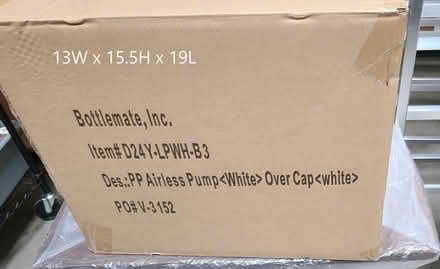 13W x 15.5H x 19L
Bottlemate, Inc.
Item# D24Y-LPWH-B3
Des.:PP Airless Pump<White> Over Cap<white>
PO# V-3152